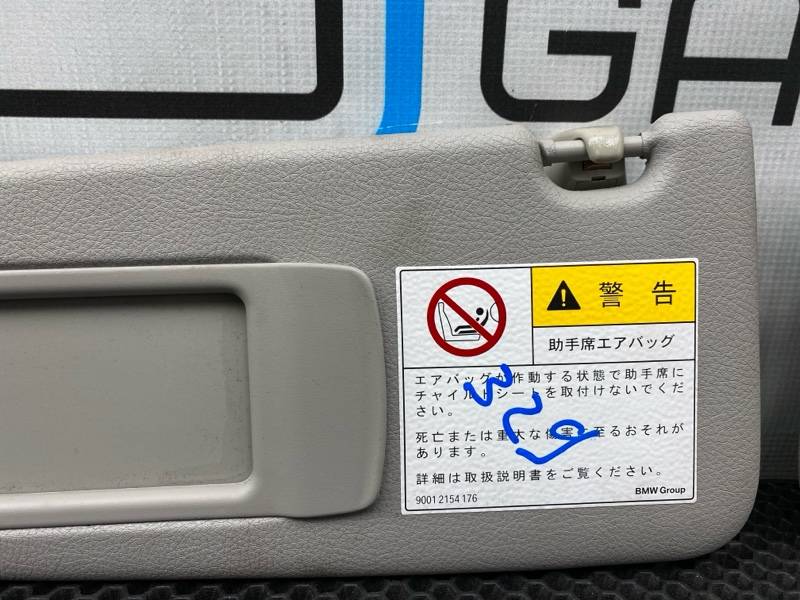 GA
警告
助手席エアバッグ
エアバッグが作動する状態で助手席に
チャイルドシートを取付けないでくだ
さい。
死亡または重大な傷害に至るおそれが
あります。
詳細は取扱説明書をご覧ください。
9001 2154 176
BMW Group